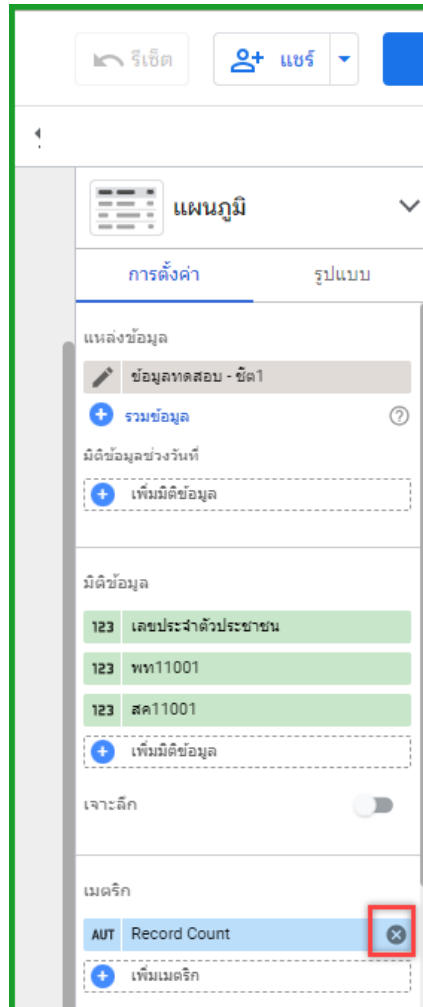 รีเซ็ต
แชร์
แผนภูมิ
การตั้งค่า รูปแบบ
แหล่งข้อมูล
ข้อมูลทดสอบ - ชีต1
รวมข้อมูล
มิติข้อมูลช่วงวันที่
เพิ่มมิติข้อมูล
มิติข้อมูล
123 เลขประจำตัวประชาชน
123 พท11001
123 สค11001
เพิ่มมิติข้อมูล
เจาะลึก
เมตริก
AUT Record Count
เพิ่มเมตริก